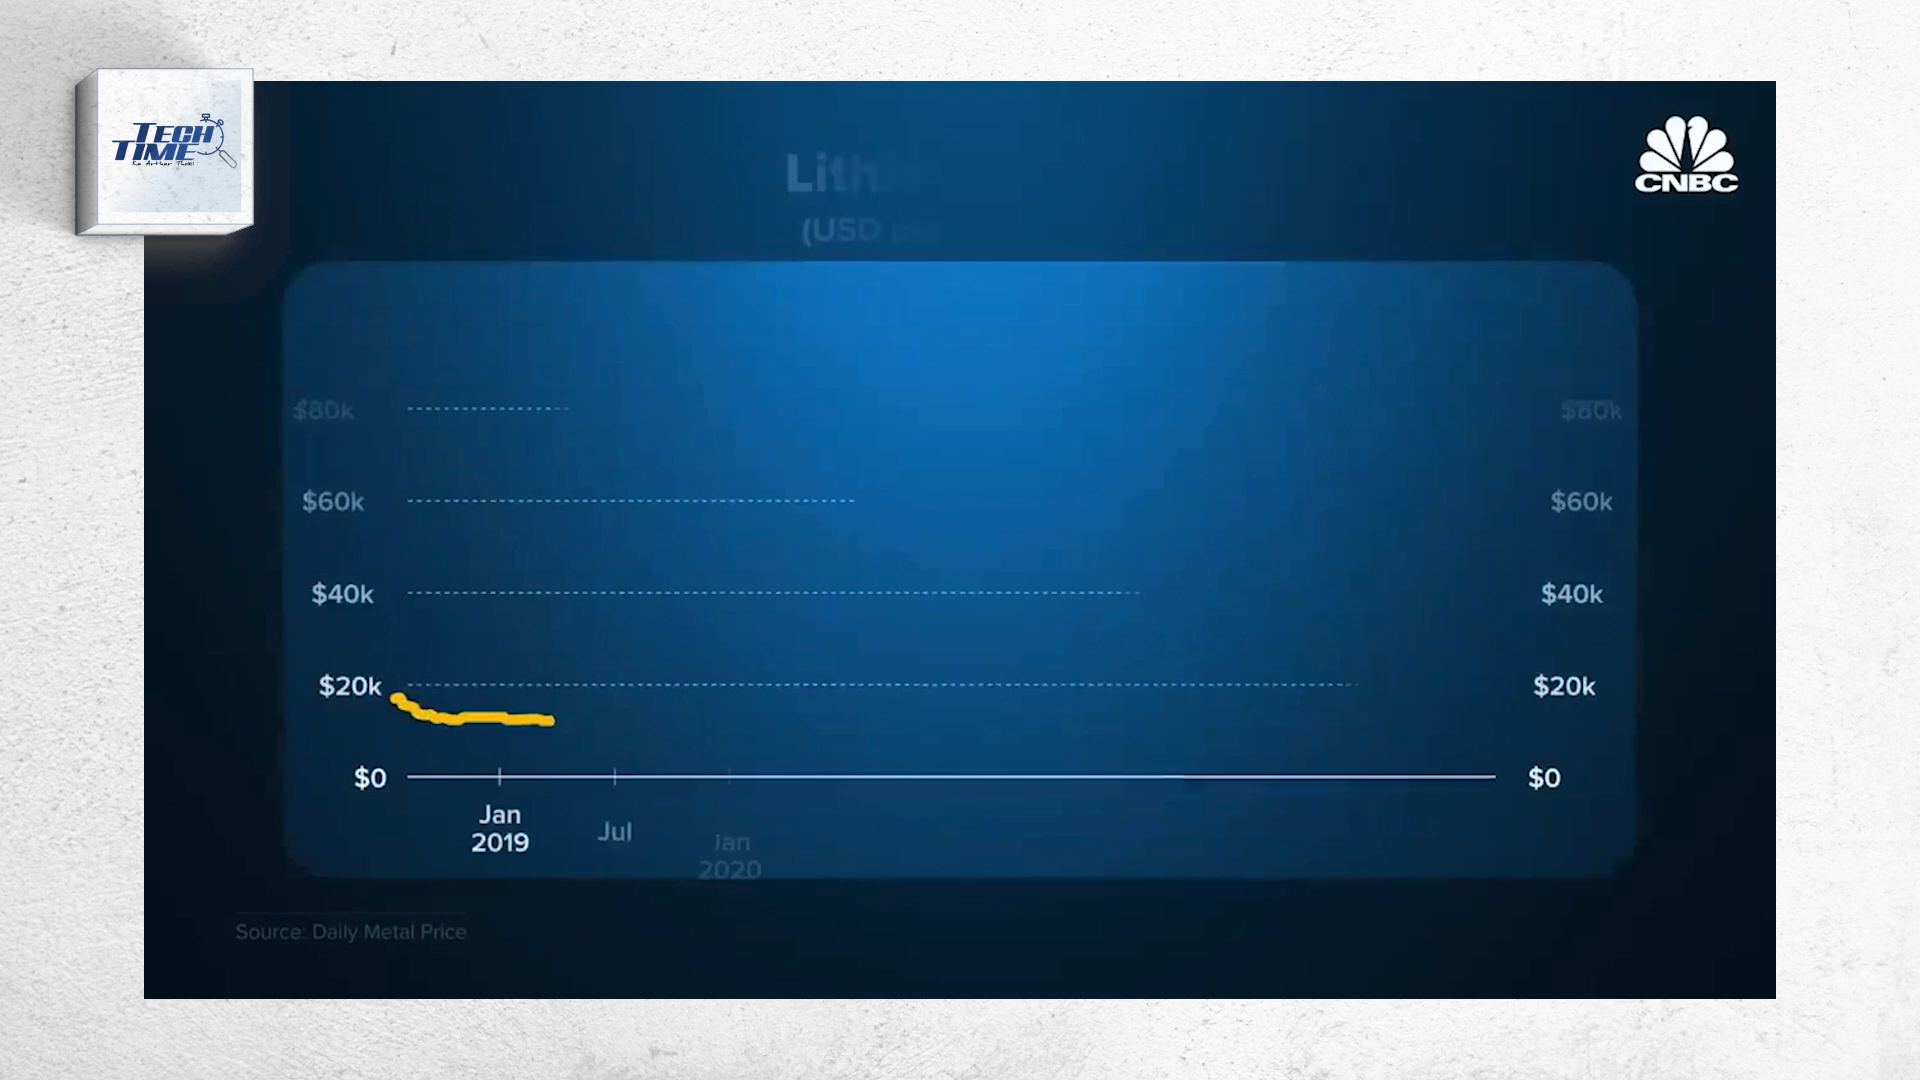 TECH
TIME
CNBC
Lith
(USD
$80k $80k
$60k $60k
$40k $40k
$20k $20k
$0 $0
Jan
2019
Jul
Jan
2020
Source: Daily Metal Price